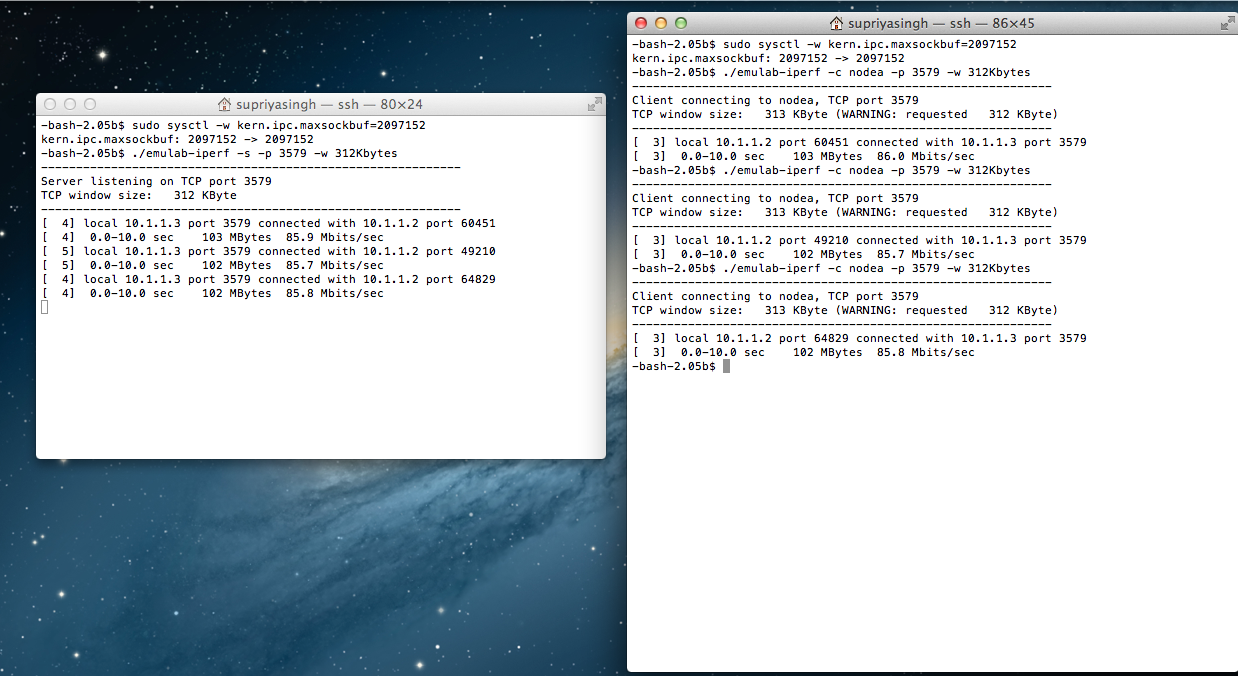 supriyasingh — ssh — 80×24
-bash-2.05b$ sudo sysctl -w kern.ipc.maxsockbuf=2097152
kern.ipc.maxsockbuf: 2097152 -> 2097152
-bash-2.05b$ ./emulab-iperf -s -p 3579 -w 312Kbytes
------------------------------------------------------------
Server listening on TCP port 3579
TCP window size:   312 KByte
------------------------------------------------------------
[  4] local 10.1.1.3 port 3579 connected with 10.1.1.2 port 60451
[  4]  0.0-10.0 sec    103 MBytes  85.9 Mbits/sec
[  5] local 10.1.1.3 port 3579 connected with 10.1.1.2 port 49210
[  5]  0.0-10.0 sec    102 MBytes  85.7 Mbits/sec
[  4] local 10.1.1.3 port 3579 connected with 10.1.1.2 port 64829
[  4]  0.0-10.0 sec    102 MBytes  85.8 Mbits/sec
supriyasingh — ssh — 86×45
-bash-2.05b$ sudo sysctl -w kern.ipc.maxsockbuf=2097152
kern.ipc.maxsockbuf: 2097152 -> 2097152
-bash-2.05b$ ./emulab-iperf -c nodea -p 3579 -w 312Kbytes
------------------------------------------------------------
Client connecting to nodea, TCP port 3579
TCP window size:   313 KByte (WARNING: requested   312 KByte)
------------------------------------------------------------
[  3] local 10.1.1.2 port 60451 connected with 10.1.1.3 port 3579
[  3]  0.0-10.0 sec    103 MBytes  86.0 Mbits/sec
-bash-2.05b$ ./emulab-iperf -c nodea -p 3579 -w 312Kbytes
------------------------------------------------------------
Client connecting to nodea, TCP port 3579
TCP window size:   313 KByte (WARNING: requested   312 KByte)
------------------------------------------------------------
[  3] local 10.1.1.2 port 49210 connected with 10.1.1.3 port 3579
[  3]  0.0-10.0 sec    102 MBytes  85.7 Mbits/sec
-bash-2.05b$ ./emulab-iperf -c nodea -p 3579 -w 312Kbytes
------------------------------------------------------------
Client connecting to nodea, TCP port 3579
TCP window size:   313 KByte (WARNING: requested   312 KByte)
------------------------------------------------------------
[  3] local 10.1.1.2 port 64829 connected with 10.1.1.3 port 3579
[  3]  0.0-10.0 sec    102 MBytes  85.8 Mbits/sec
-bash-2.05b$